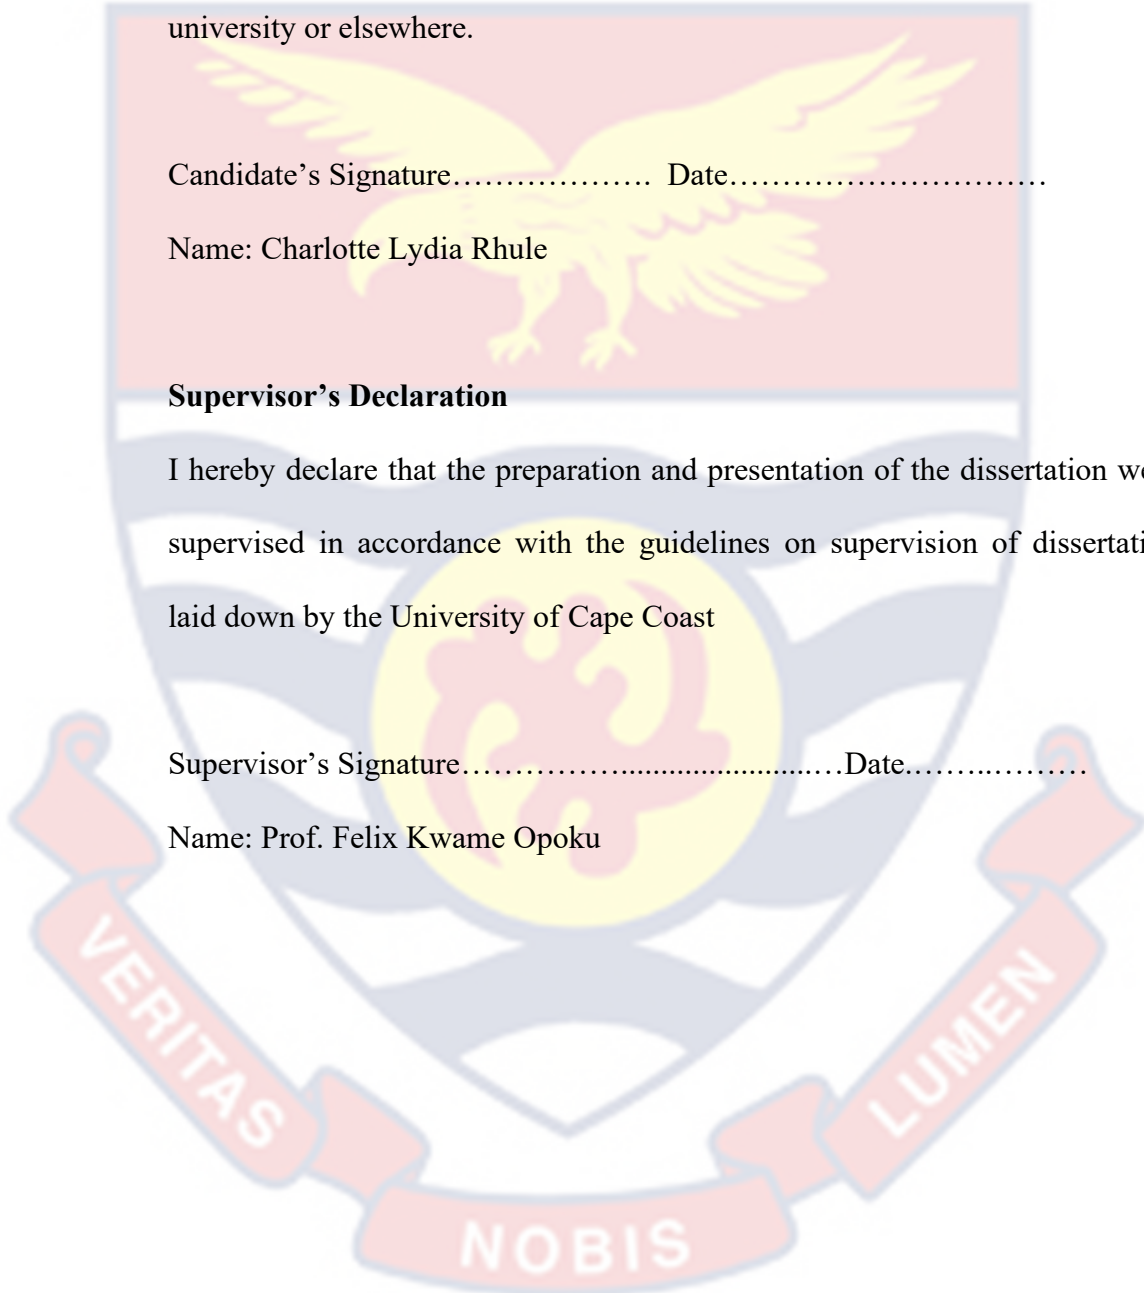 university or elsewhere.
Candidate’s Signature………………. Date…………………………
Name: Charlotte Lydia Rhule
Supervisor’s Declaration
I hereby declare that the preparation and presentation of the dissertation
supervised in accordance with the guidelines on supervision of
laid down by the University of Cape Coast
Supervisor’s Signature……………........................…Date.……..………
Name: Prof. Felix Kwame Opoku
VERITAS
NOBIS
LUMEN